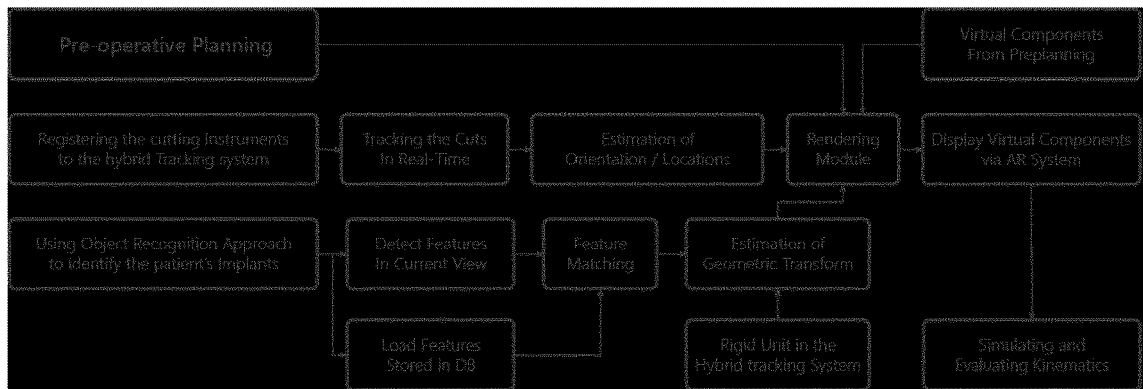 Pre-operative Planning
Virtual Components
From Preplanning
Registering the cutting Instruments
to the hybrid Tracking system
Tracking the Cuts
In Real-Time
Estimation of
Orientation / Locations
Rendering
Module
Display Virtual Components
via AR System
Using Object Recognition Approach
to identify the patient's Implants
Detect Features
In Current View
Feature
Matching
Estimation of
Geometric Transform
Load Features
Stored in DB
Rigid Unit in the
Hybrid tracking System
Simulating and
Evaluating Kinematics